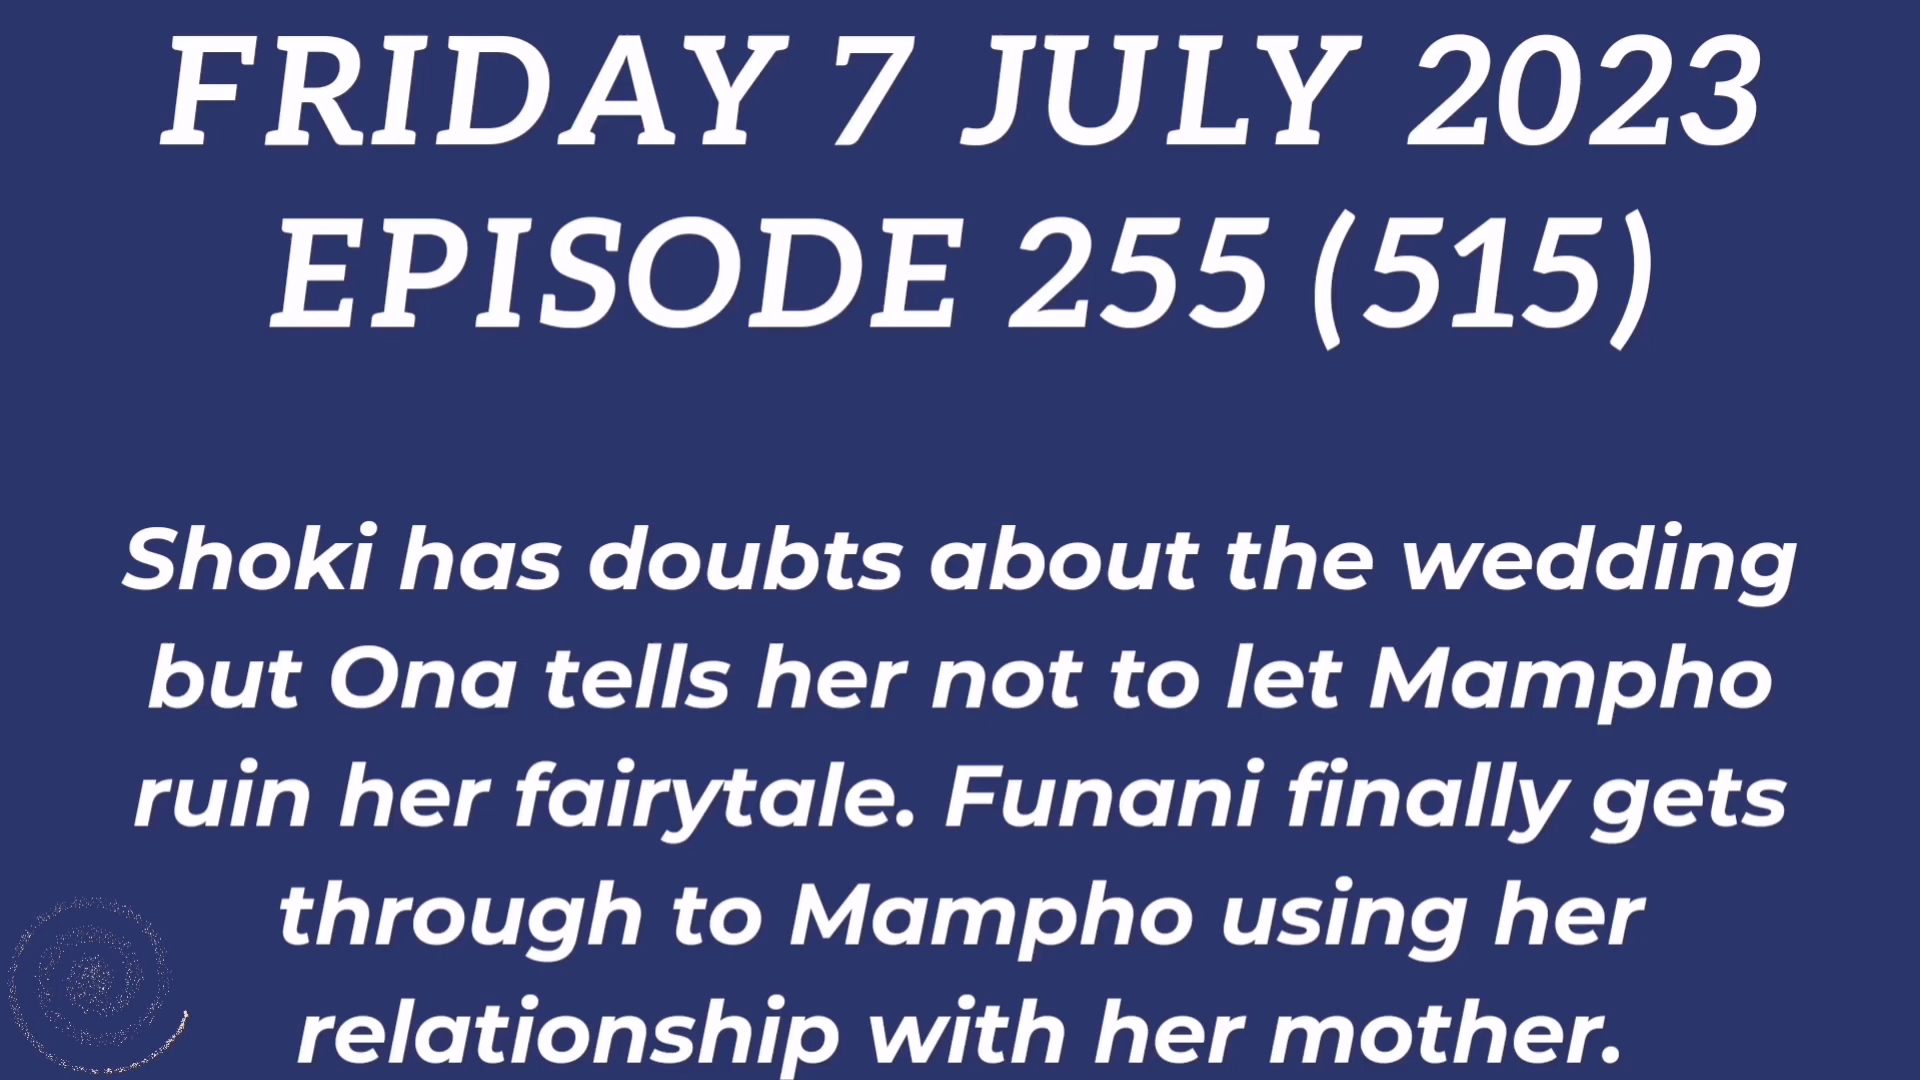 FRIDAY 7 JULY 2023
EPISODE 255 (515)
Shoki has doubts about the wedding
but Ona tells her not to let Mampho
ruin her fairytale. Funani finally gets
through to Mampho using her
relationship with her mother.